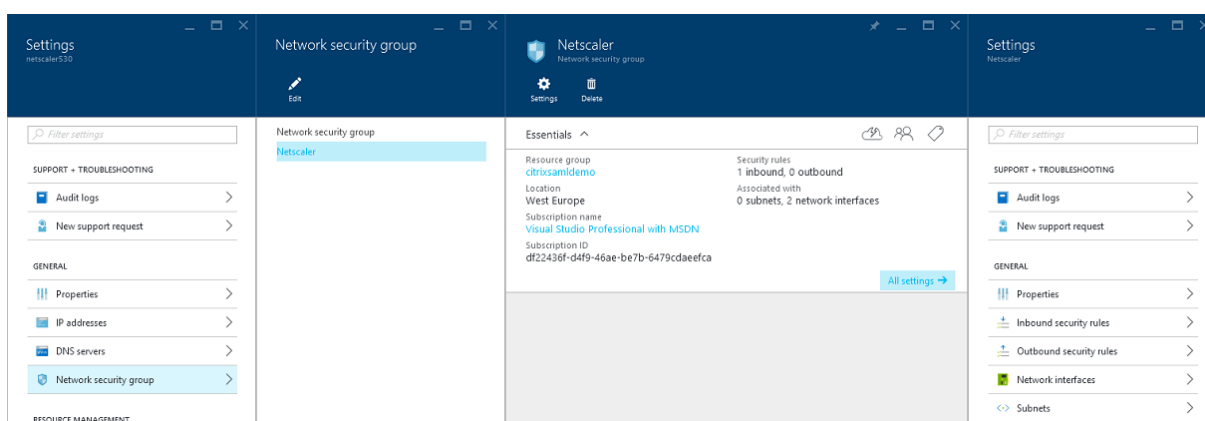 Settings
netscaler530
Filter settings
SUPPORT + TROUBLESHOOTING
Audit logs
New support request
GENERAL
Properties
IP addresses
DNS servers
Network security group
RESOURCE MANAGEMENT
Network security group
Edit
Network security group
Netscaler
Netscaler
Network security group
Settings Delete
Essentials
Resource group
citrixsamldemo
Location
West Europe
Subscription name
Visual Studio Professional with MSDN
Subscription ID
df22436f-d4f9-46ae-be7b-6479cdaeefca
Security rules
1 inbound, 0 outbound
Associated with
0 subnets, 2 network interfaces
All settings →
Settings
Netscaler
Filter settings
SUPPORT + TROUBLESHOOTING
Audit logs
New support request
GENERAL
Properties
Inbound security rules
Outbound security rules
Network interfaces
Subnets